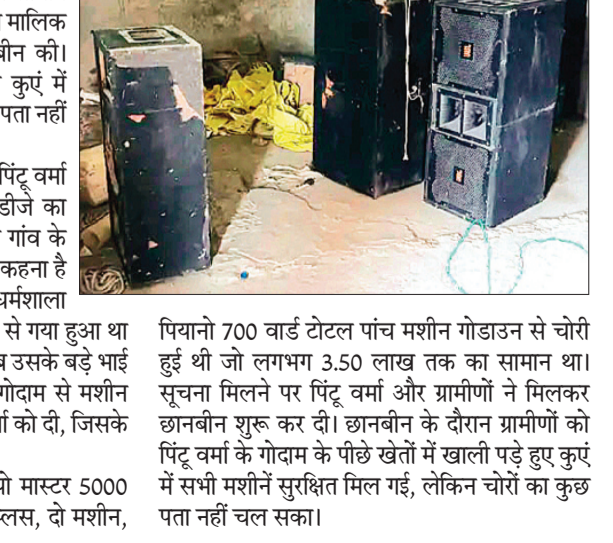 मालिक
की।
कुएं में
पता नहीं
पिंटू वर्मा
डीजे का
गांव के
कहना है
धर्मशाला
से गया हुआ था
उसके बड़े भाई
गोदाम से मशीन
को दी, जिसके
मास्टर 5000
दो मशीन,
पियानो 700 वार्ड टोटल पांच मशीन गोडाउन से चोरी
हुई थी जो लगभग 3.50 लाख तक का सामान था।
सूचना मिलने पर पिंटू वर्मा और ग्रामीणों ने मिलकर
छानबीन शुरू कर दी। छानबीन के दौरान ग्रामीणों को
पिंटू वर्मा के गोदाम के पीछे खेतों में खाली पड़े हुए कुएं
में सभी मशीनें सुरक्षित मिल गई, लेकिन चोरों का कुछ
पता नहीं चल सका।